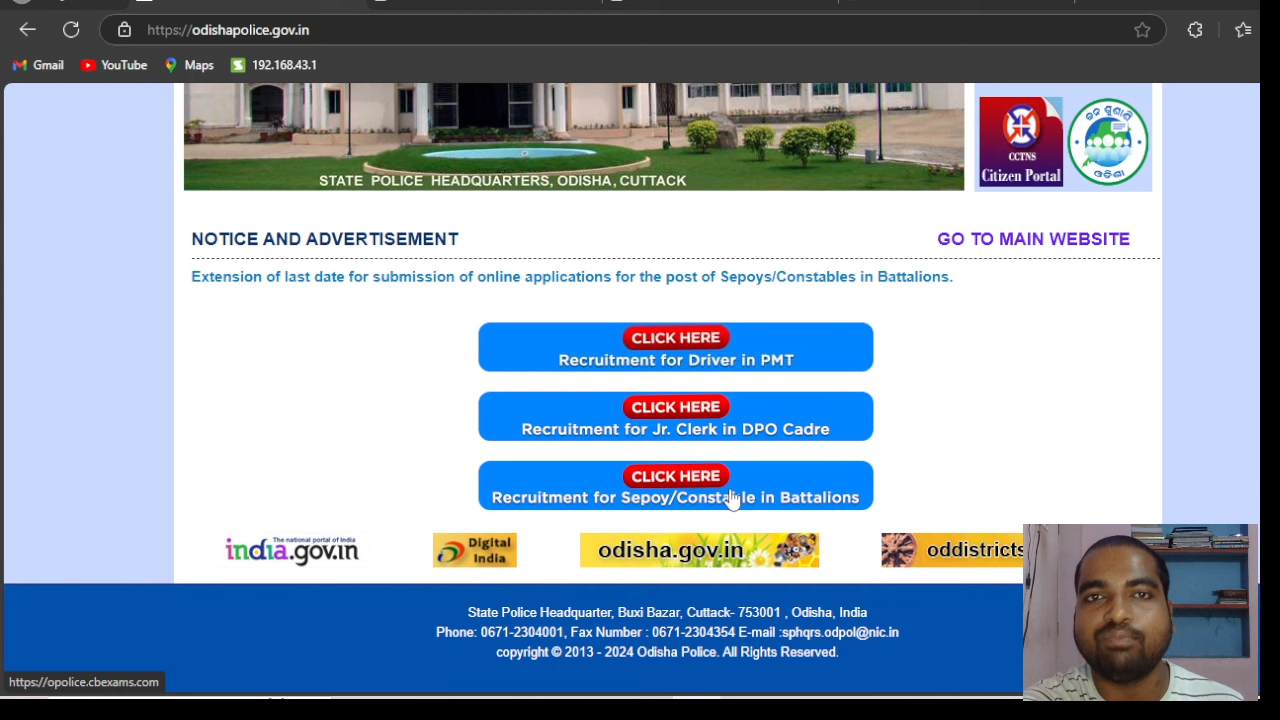 https://odishapolice.gov.in
Gmail YouTube Maps 192.168.43.1
STATE POLICE HEADQUARTERS, ODISHA, CUTTACK
CCTNS
Citizen Portal
ଜନ ଶୁଣାଣି
ଓଡ଼ିଶା
NOTICE AND ADVERTISEMENT
GO TO MAIN WEBSITE
Extension of last date for submission of online applications for the post of Sepoys/Constables in Battalions.
CLICK HERE
Recruitment for Driver in PMT
CLICK HERE
Recruitment for Jr. Clerk in DPO Cadre
CLICK HERE
Recruitment for Sepoy/Constable in Battalions
The national portal of India
india.gov.in
Digital
India
odisha.gov.in
oddistricts
State Police Headquarter, Buxi Bazar, Cuttack- 753001 , Odisha, India
Phone: 0671-2304001, Fax Number : 0671-2304354 E-mail :sphqrs.odpol@nic.in
copyright © 2013 - 2024 Odisha Police. All Rights Reserved.
https://opolice.cbexams.com